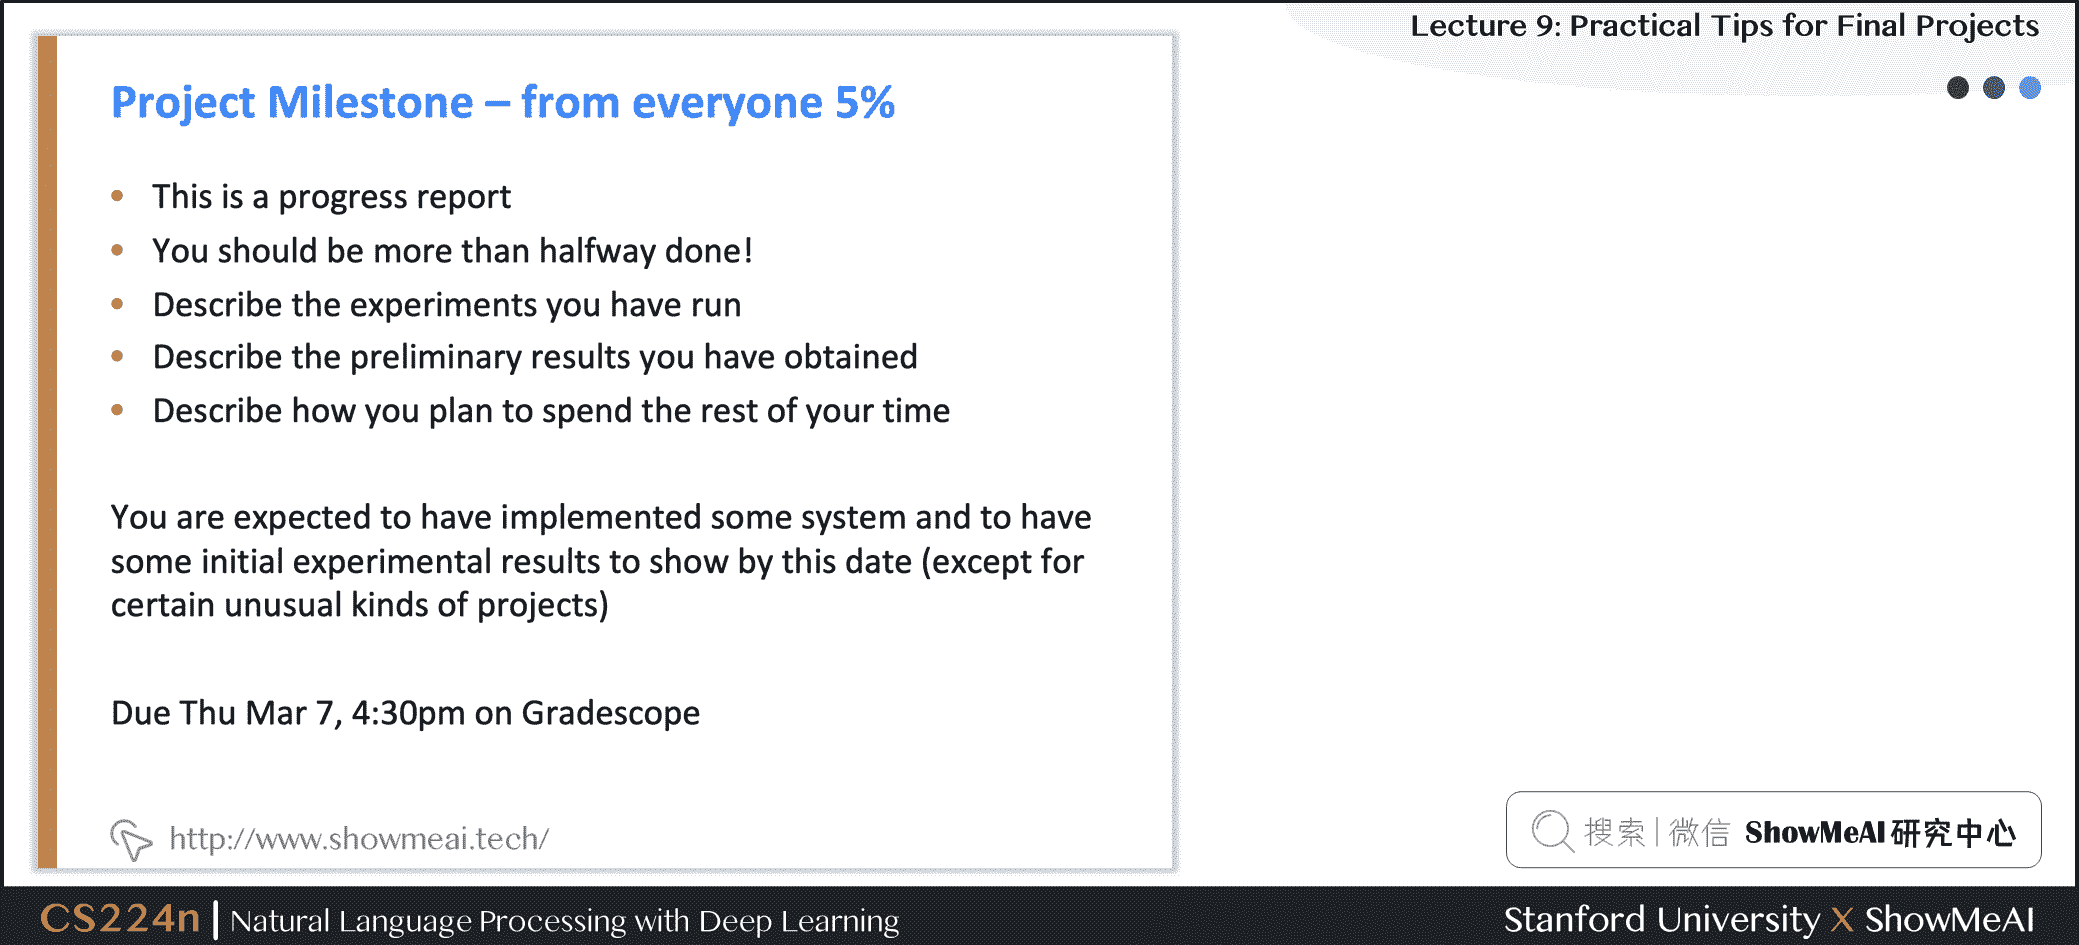 Lecture 9: Practical Tips for Final Projects
Project Milestone – from everyone 5%
• This is a progress report
• You should be more than halfway done!
• Describe the experiments you have run
• Describe the preliminary results you have obtained
• Describe how you plan to spend the rest of your time
You are expected to have implemented some system and to have
some initial experimental results to show by this date (except for
certain unusual kinds of projects)
Due Thu Mar 7, 4:30pm on Gradescope
http://www.showmeai.tech/
搜索 | 微信 ShowMeAI 研究中心
CS224n | Natural Language Processing with Deep Learning
Stanford University X ShowMeAI